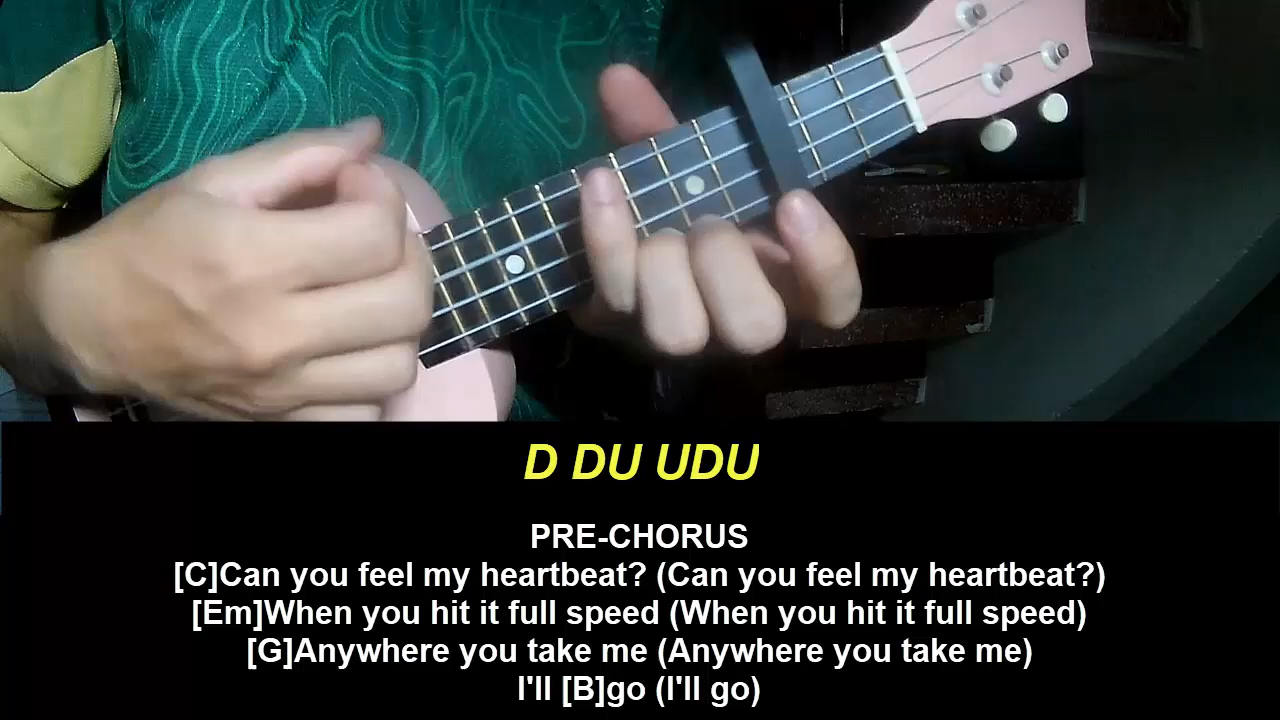 D DU UDU
PRE-CHORUS
[C]Can you feel my heartbeat? (Can you feel my heartbeat?)
[Em]When you hit it full speed (When you hit it full speed)
[G]Anywhere you take me (Anywhere you take me)
I'll [B]go (I'll go)